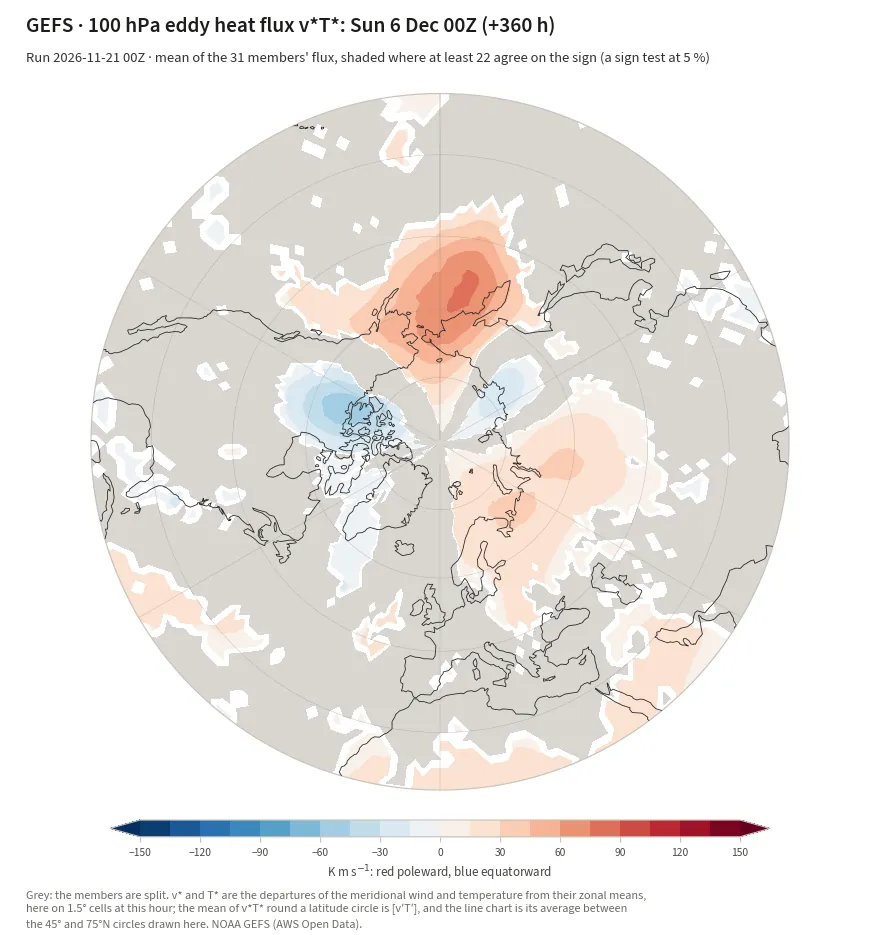 GEFS · 100 hPa eddy heat flux v*T*: Sun 6 Dec 00Z (+360 h)
Run 2026-11-21 00Z · mean of the 31 members' flux, shaded where at least 22 agree on the sign (a sign test at 5 %)
−150 −120 −90 −60 −30 0 30 60 90 120 150
K m s⁻¹: red poleward, blue equatorward
Grey: the members are split. v* and T* are the departures of the meridional wind and temperature from their zonal means,
here on 1.5° cells at this hour; the mean of v*T* round a latitude circle is [v'T'], and the line chart is its average between
the 45° and 75°N circles drawn here. NOAA GEFS (AWS Open Data).